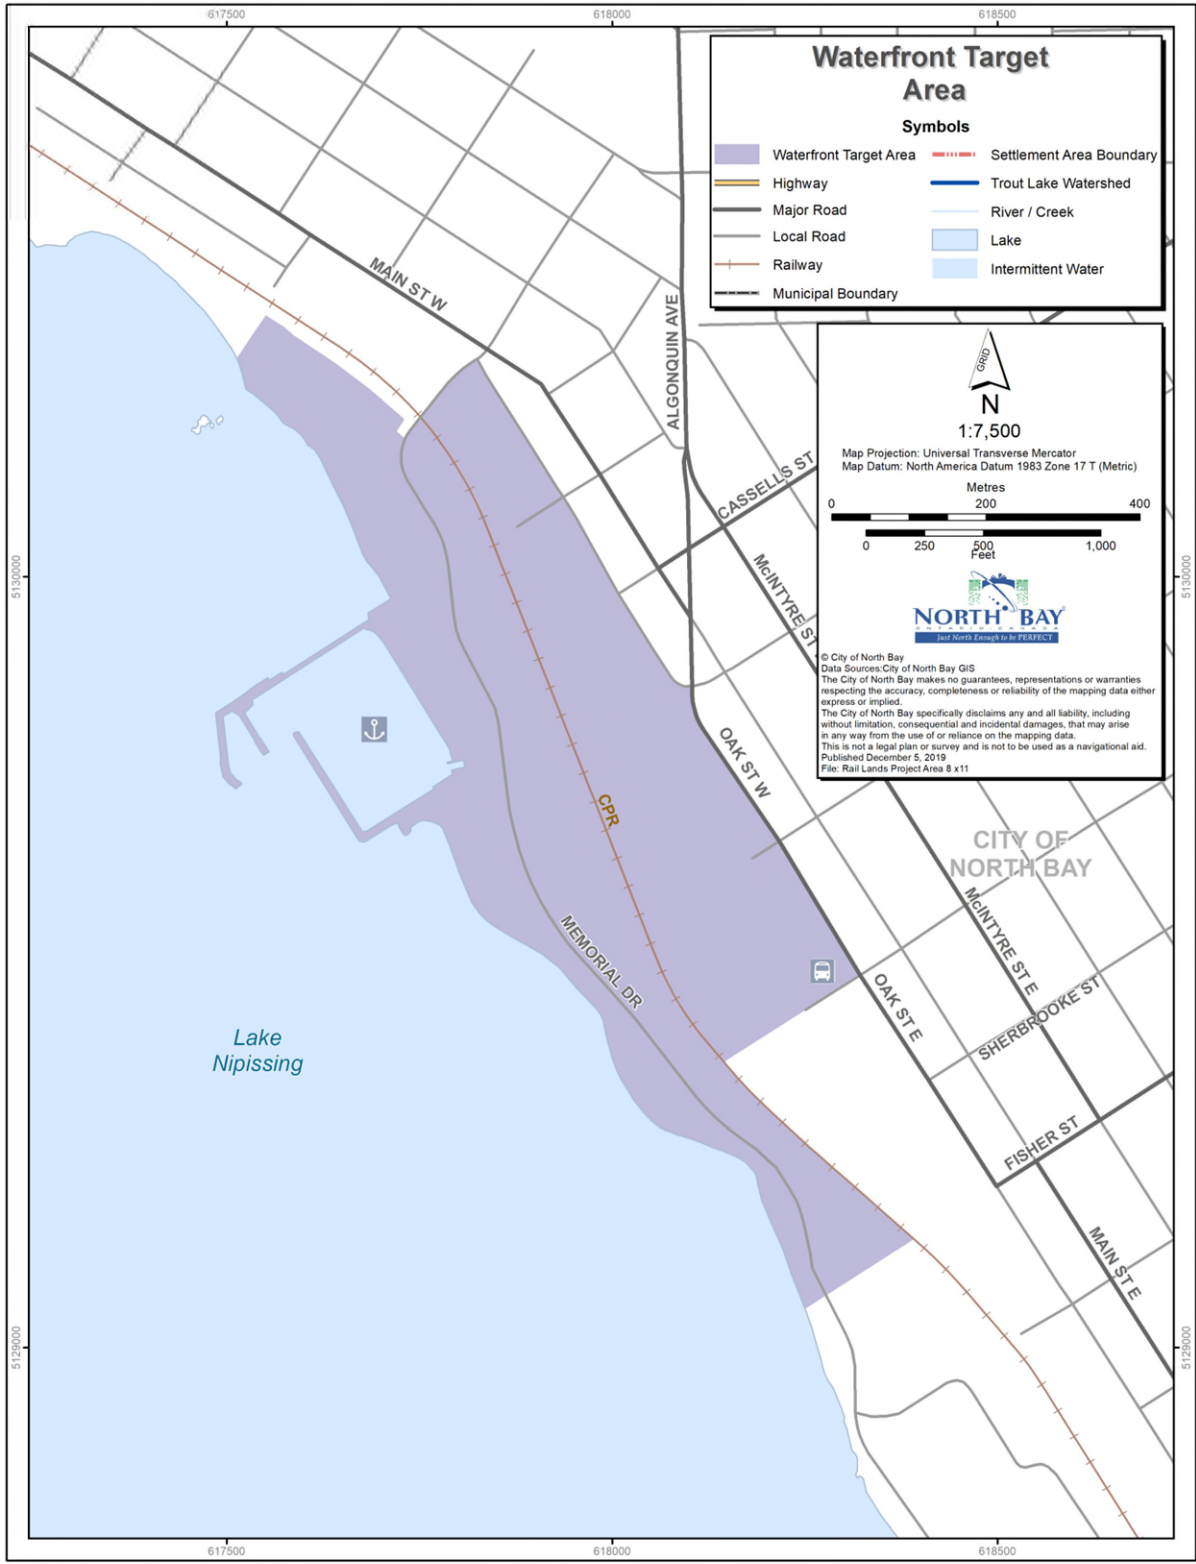 617500
618000
618500
Waterfront Target
Area
Symbols
Waterfront Target Area
Highway
Major Road
Local Road
Railway
Municipal Boundary
Settlement Area Boundary
Trout Lake Watershed
River / Creek
Lake
Intermittent Water
GRID
N
1:7,500
Map Projection: Universal Transverse Mercator
Map Datum: North America Datum 1983 Zone 17 T (Metric)
Metres
0 200 400
0 250 500 1,000
Feet
NORTH BAY
ONTARIO · CANADA
Just North Enough to be PERFECT
© City of North Bay
Data Sources:City of North Bay GIS
The City of North Bay makes no guarantees, representations or warranties
respecting the accuracy, completeness or reliability of the mapping data either
express or implied.
The City of North Bay specifically disclaims any and all liability, including
without limitation, consequential and incidental damages, that may arise
in any way from the use of or reliance on the mapping data.
This is not a legal plan or survey and is not to be used as a navigational aid.
Published December 5, 2019
File: Rail Lands Project Area 8 x11
MAIN ST W
ALGONQUIN AVE
CASSELLS ST
McINTYRE ST
5130000
5130000
OAK ST W
CPR
CITY OF
NORTH BAY
McINTYRE ST E
MEMORIAL DR
OAK ST E
SHERBROOKE ST
Lake
Nipissing
FISHER ST
MAIN ST E
5129000
5129000
617500
618000
618500